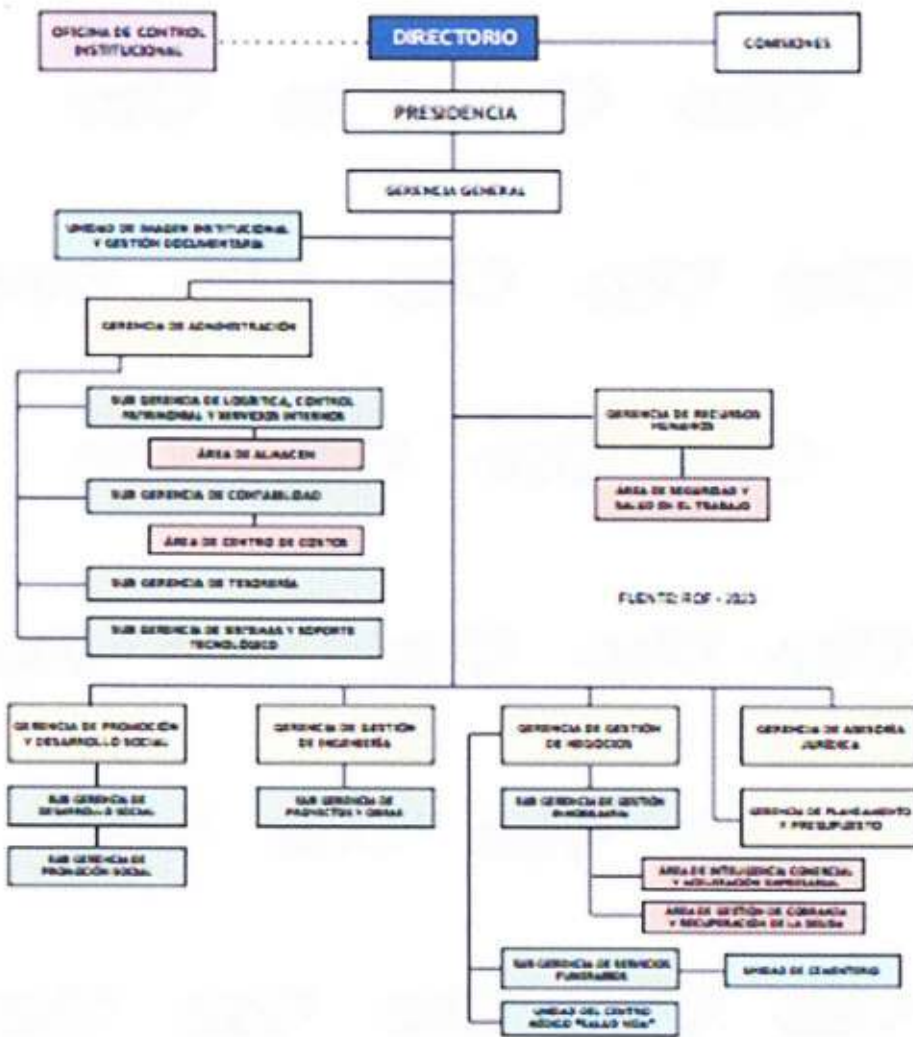 OFICINA DE CONTROL
INSTITUCIONAL
DIRECTORIO
COMISIONES
PRESIDENCIA
GERENCIA GENERAL
UNIDAD DE IMAGEN INSTITUCIONAL
Y GESTIÓN DOCUMENTARIA
GERENCIA DE ADMINISTRACIÓN
SUB GERENCIA DE LOGÍSTICA, CONTROL
PATRIMONIAL Y SERVICIOS INTERNOS
ÁREA DE ALMACEN
SUB GERENCIA DE CONTABILIDAD
ÁREA DE CENTRO DE COSTOS
SUB GERENCIA DE TESORERÍA
SUB GERENCIA DE SISTEMAS Y SOPORTE
TECNOLÓGICO
GERENCIA DE RECURSOS
HUMANOS
ÁREA DE SEGURIDAD Y
SALUD EN EL TRABAJO
FUENTE: ROF - 2023
GERENCIA DE PROMOCIÓN
Y DESARROLLO SOCIAL
SUB GERENCIA DE
DESARROLLO SOCIAL
SUB GERENCIA DE
PROMOCIÓN SOCIAL
GERENCIA DE GESTIÓN
DE INGENIERÍA
SUB GERENCIA DE
PROYECTOS Y OBRAS
GERENCIA DE GESTIÓN
DE NEGOCIOS
SUB GERENCIA DE GESTIÓN
INMOBILIARIA
ÁREA DE INTELIGENCIA COMERCIAL
Y EMPRESARIAL
ÁREA DE GESTIÓN DE COBRANZA
Y RECUPERACIÓN DE LA DEUDA
SUB GERENCIA DE SERVICIOS
FUNERARIOS
UNIDAD DE CEMENTERIO
UNIDAD DEL CENTRO
MÉDICO "SALUD VIDA"
GERENCIA DE ASESORÍA
JURÍDICA
GERENCIA DE PLANEAMIENTO
Y PRESUPUESTO